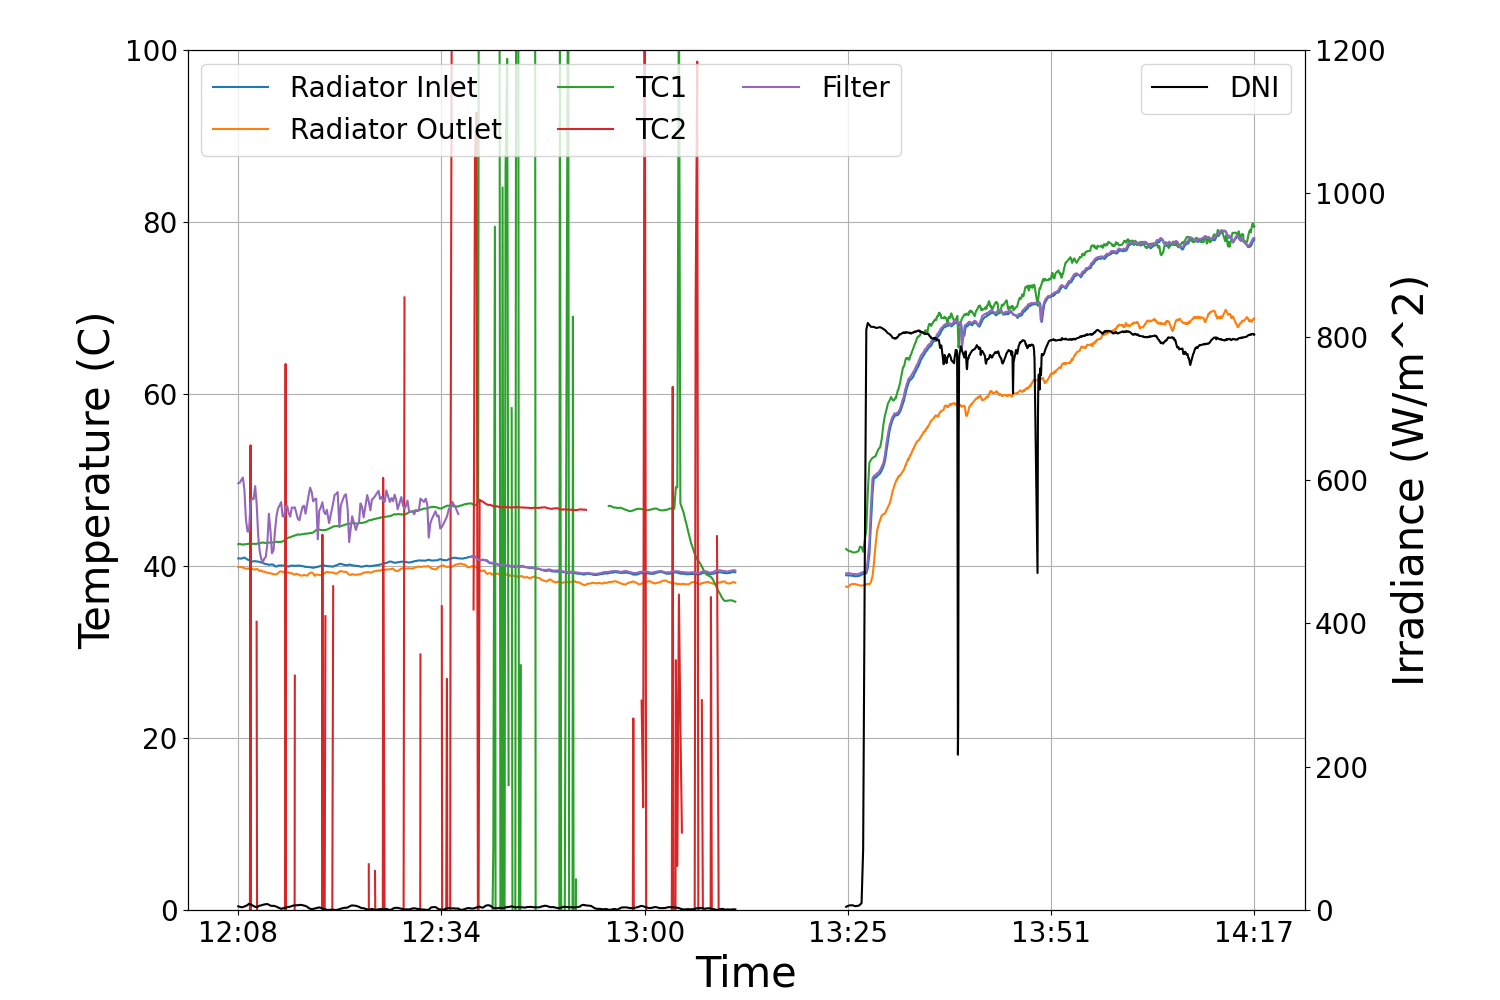 100
80
60
40
20
0
Temperature (C)
Radiator Inlet
Radiator Outlet
TC1
TC2
Filter
DNI
1200
1000
800
600
400
200
0
Irradiance (W/m^2)
12:08 12:34 13:00 13:25 13:51 14:17
Time